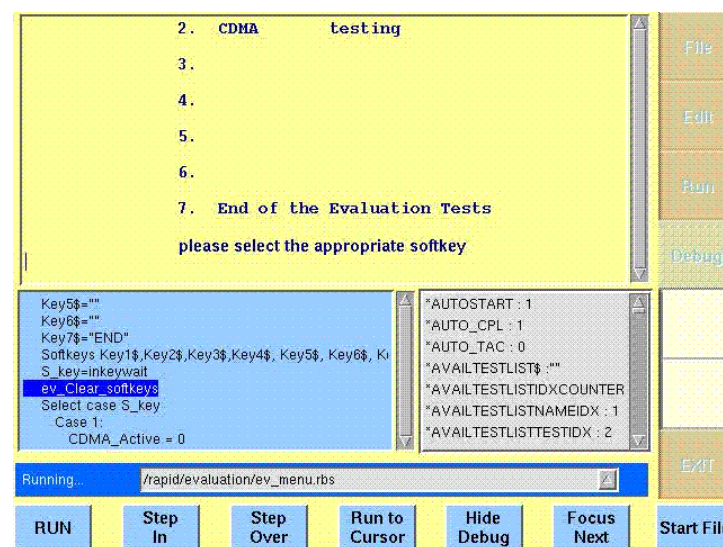 2. CDMA testing
3.
4.
5.
6.
7. End of the Evaluation Tests
please select the appropriate softkey
File
Edit
Run
Debug
EXIT
Key5$=""
Key6$=""
Key7$="END"
Softkeys Key1$,Key2$,Key3$,Key4$, Key5$, Key6$,
S_key=inkeywait
ev_Clear_softkeys
Select case S_key
Case 1:
CDMA_Active = 0
*AUTOSTART : 1
*AUTO_CPL : 1
*AUTO_TAC : 0
*AVAILTESTLIST$ :""
*AVAILTESTLISTIDXCOUNTER
*AVAILTESTLISTNAMEIDX : 1
*AVAILTESTLISTTESTIDX : 2
Running... /rapid/evaluation/ev_menu.rbs
RUN
Step In
Step Over
Run to Cursor
Hide Debug
Focus Next
Start Fil